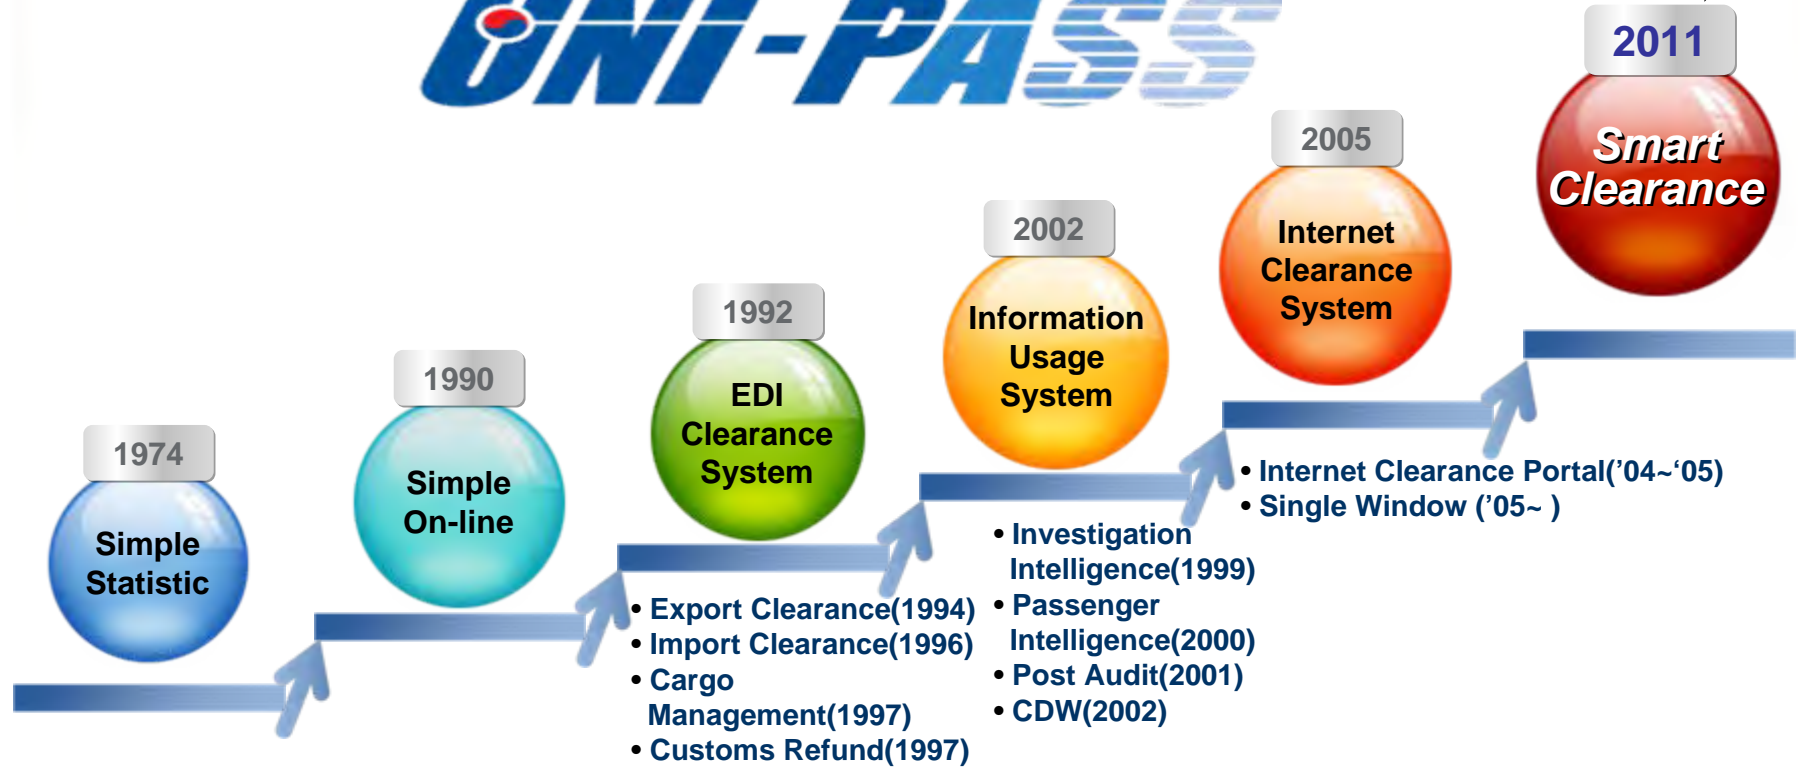 UNI-PASS
1974
Simple
Statistic
1990
Simple
On-line
1992
EDI
Clearance
System
• Export Clearance(1994)
• Import Clearance(1996)
• Cargo
Management(1997)
• Customs Refund(1997)
2002
Information
Usage
System
• Investigation
Intelligence(1999)
• Passenger
Intelligence(2000)
• Post Audit(2001)
• CDW(2002)
2005
Internet
Clearance
System
• Internet Clearance Portal(’04~‘05)
• Single Window (’05~ )
2011
Smart
Clearance